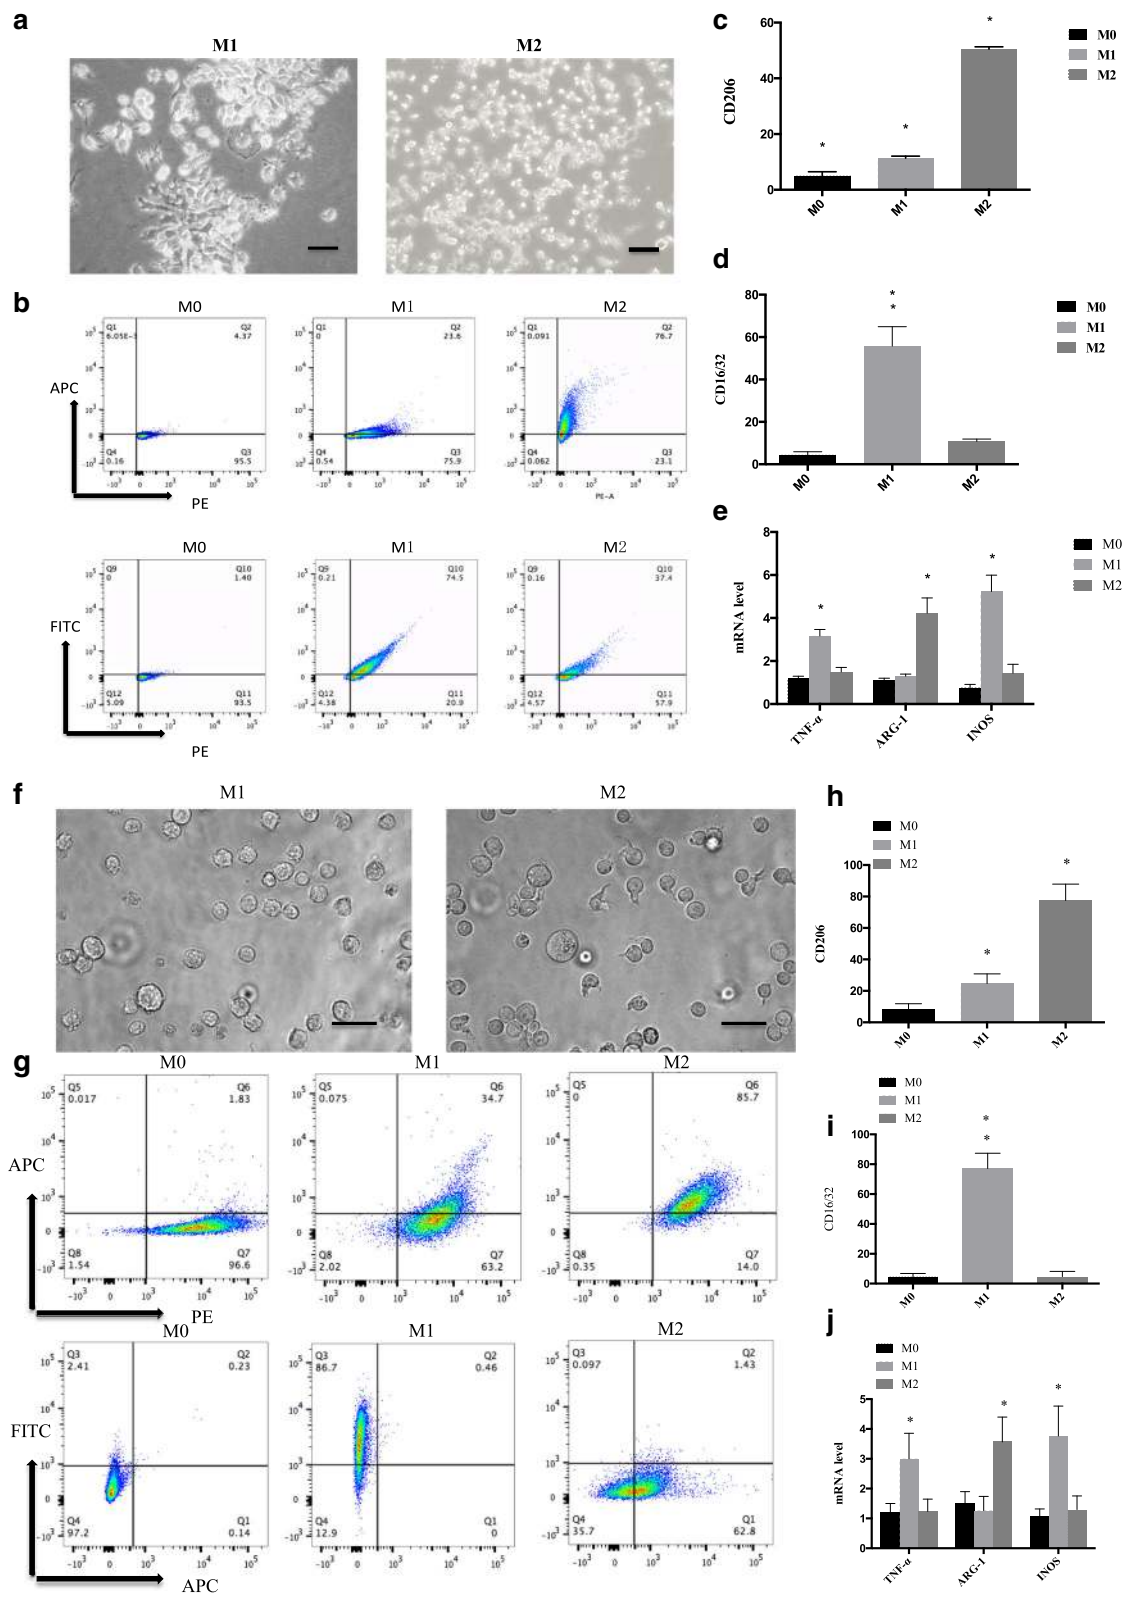 a
M1
M2
b
M0
M1
M2
Q1
Q2
4.37
Q4
0.16
Q3
95.5
Q1
0
Q2
23.6
Q4
0.54
Q3
75.9
Q1
0.091
Q2
76.7
Q4
0.062
Q3
23.1
APC
PE
PE-A
M0
M1
M2
Q9
0
Q10
1.40
Q12
5.09
Q11
93.5
Q9
0.21
Q10
74.5
Q12
4.38
Q11
20.9
Q9
0.16
Q10
37.4
Q12
4.57
Q11
57.9
FITC
PE
c
CD206
60
40
20
0
*
*
*
M0
M1
M2
M0
M1
M2
d
CD16/32
80
60
40
20
0
*
*
M0
M1
M2
M0
M1
M2
e
mRNA level
8
6
4
2
0
*
*
*
TNF-α
ARG-1
INOS
M0
M1
M2
f
M1
M2
g
M0
M1
M2
Q5
0.017
Q6
1.83
Q8
1.54
Q7
96.6
Q5
0.075
Q6
34.7
Q8
2.02
Q7
63.2
Q5
0
Q6
85.7
Q8
0.35
Q7
14.0
APC
PE
M0
M1
M2
Q3
2.41
Q2
0.23
Q4
97.2
Q1
0.14
Q3
86.7
Q2
0.46
Q4
12.9
Q1
0
Q3
0.097
Q2
1.43
Q4
35.7
Q1
62.8
FITC
APC
h
M0
M1
M2
CD206
100
80
60
40
20
0
*
*
M0
M1
M2
i
M0
M1
M2
CD16/32
100
80
60
40
20
0
*
*
M0
M1
M2
j
M0
M1
M2
mRNA level
5
4
3
2
1
0
*
*
*
TNF-α
ARG-1
INOS